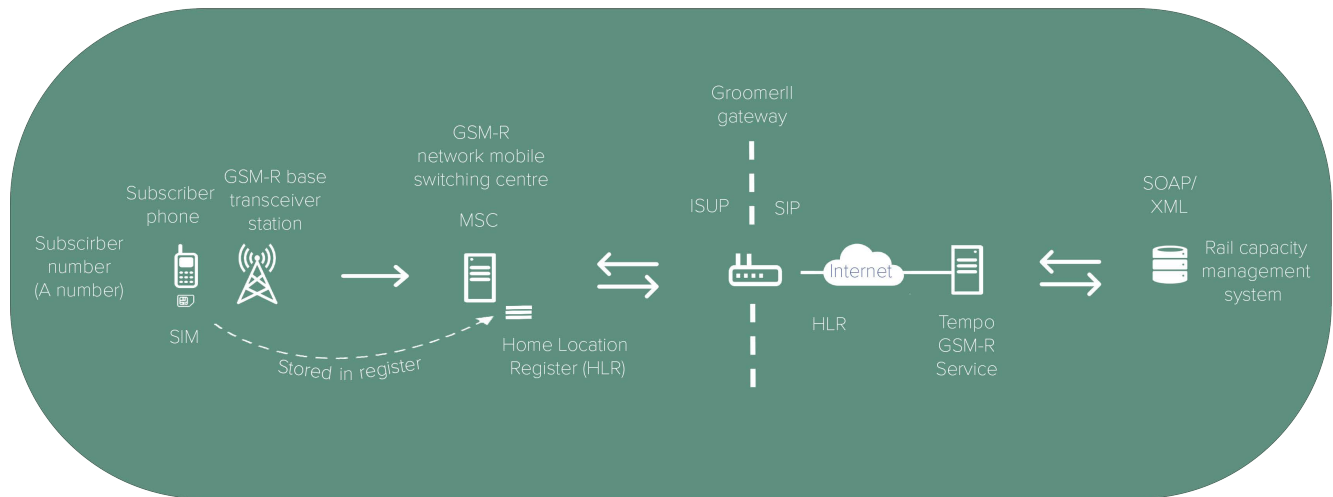 Subscirber
number
(A number)
Subscriber
phone
SIM
GSM-R base
transceiver
station
Stored in register
GSM-R
network mobile
switching centre
MSC
Home Location
Register (HLR)
GroomerII
gateway
ISUP
SIP
Internet
HLR
Tempo
GSM-R
Service
SOAP/
XML
Rail capacity
management
system